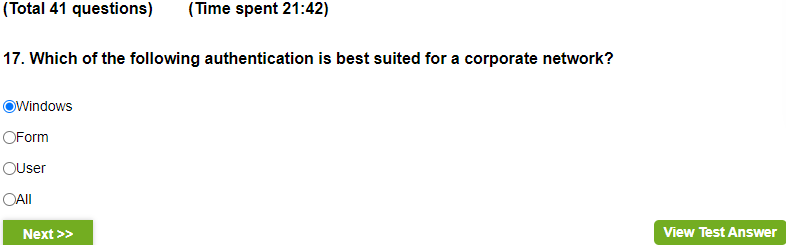 (Total 41 questions) (Time spent 21:42)
17. Which of the following authentication is best suited for a corporate network?
Windows
Form
User
All
Next >> View Test Answer